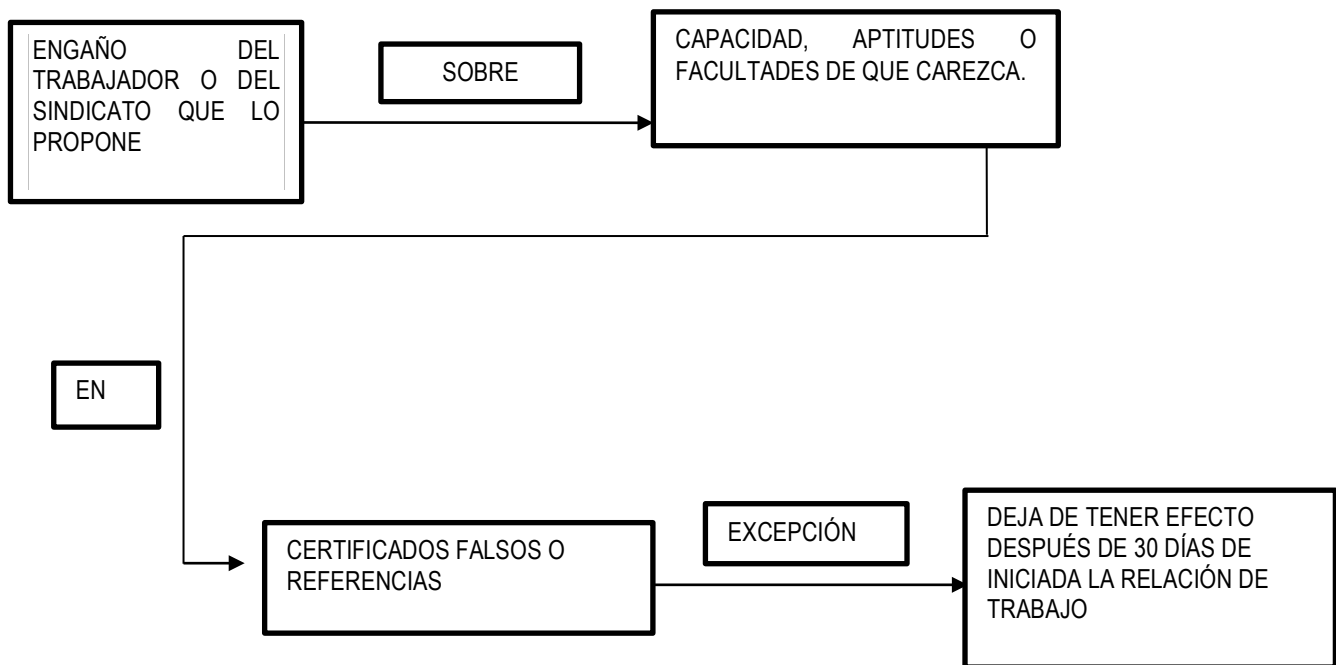 ENGAÑO DEL
TRABAJADOR O DEL
SINDICATO QUE LO
PROPONE
SOBRE
CAPACIDAD, APTITUDES O
FACULTADES DE QUE CAREZCA.
EN
CERTIFICADOS FALSOS O
REFERENCIAS
EXCEPCIÓN
DEJA DE TENER EFECTO
DESPUÉS DE 30 DÍAS DE
INICIADA LA RELACIÓN DE
TRABAJO